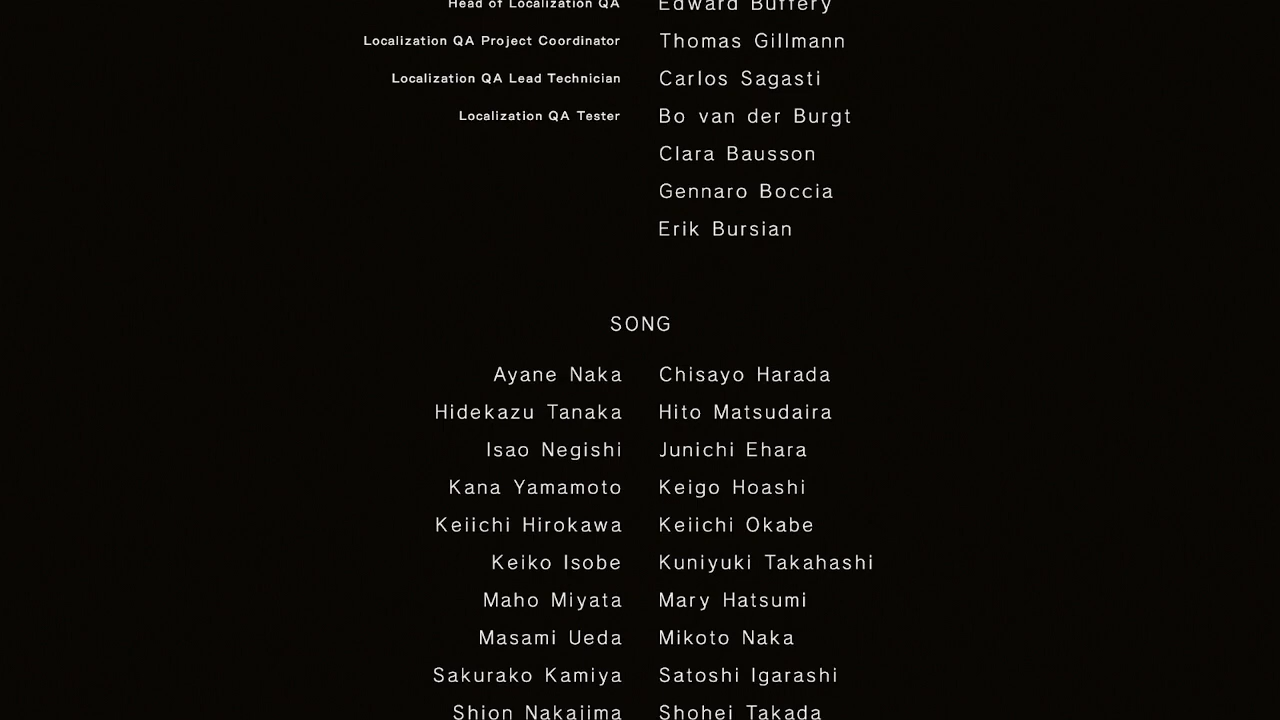 Head of Localization QA Edward Buffery
Localization QA Project Coordinator Thomas Gillmann
Localization QA Lead Technician Carlos Sagasti
Localization QA Tester Bo van der Burgt
Clara Bausson
Gennaro Boccia
Erik Bursian
SONG
Ayane Naka Chisayo Harada
Hidekazu Tanaka Hito Matsudaira
Isao Negishi Junichi Ehara
Kana Yamamoto Keigo Hoashi
Keiichi Hirokawa Keiichi Okabe
Keiko Isobe Kuniyuki Takahashi
Maho Miyata Mary Hatsumi
Masami Ueda Mikoto Naka
Sakurako Kamiya Satoshi Igarashi
Shion Nakajima Shohei Takada